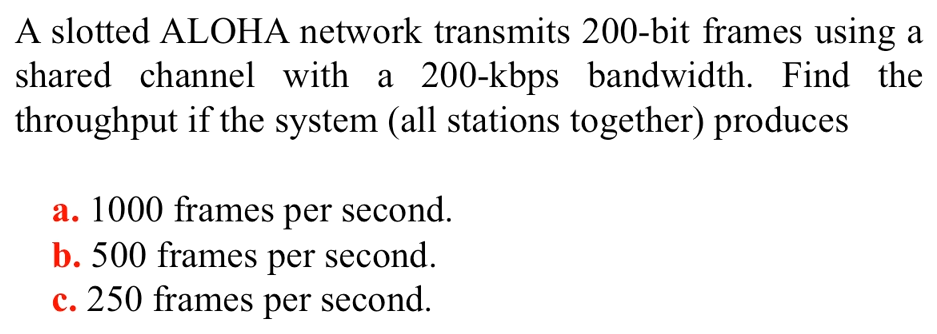 A slotted ALOHA network transmits 200-bit frames using a
shared channel with a 200-kbps bandwidth. Find the
throughput if the system (all stations together) produces
a. 1000 frames per second.
b. 500 frames per second.
c. 250 frames per second.